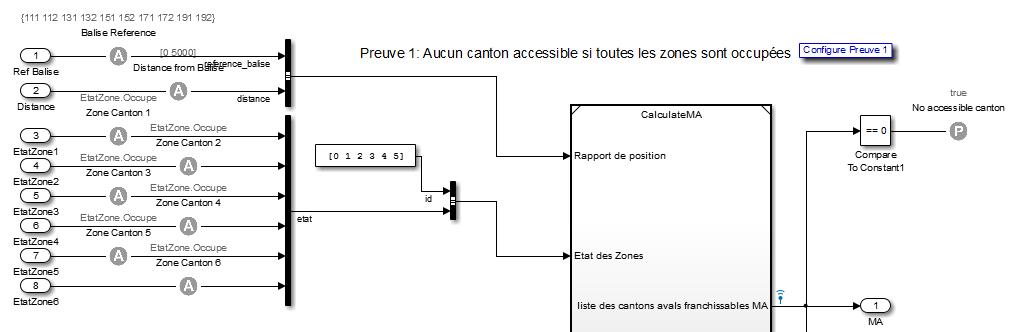 {111 112 131 132 151 152 171 172 191 192}
Balise Reference
1
A
Ref Balise
[0 5000]
Distance from Balise
reference_balise
2
A
Distance
distance
EtatZone.Occupe
Zone Canton 1
3
A
EtatZone1
EtatZone.Occupe
Zone Canton 2
4
A
EtatZone2
EtatZone.Occupe
Zone Canton 3
5
A
EtatZone3
EtatZone.Occupe
Zone Canton 4
6
A
EtatZone4
EtatZone.Occupe
Zone Canton 5
7
A
EtatZone5
EtatZone.Occupe
Zone Canton 6
8
A
EtatZone6
etat
[0 1 2 3 4 5]
id
Preuve 1: Aucun canton accessible si toutes les zones sont occupées
Configure Preuve 1
CalculateMA
Rapport de position
Etat des Zones
liste des cantons avals franchissables MA
== 0
Compare
To Constant1
true
No accessible canton
P
1
MA